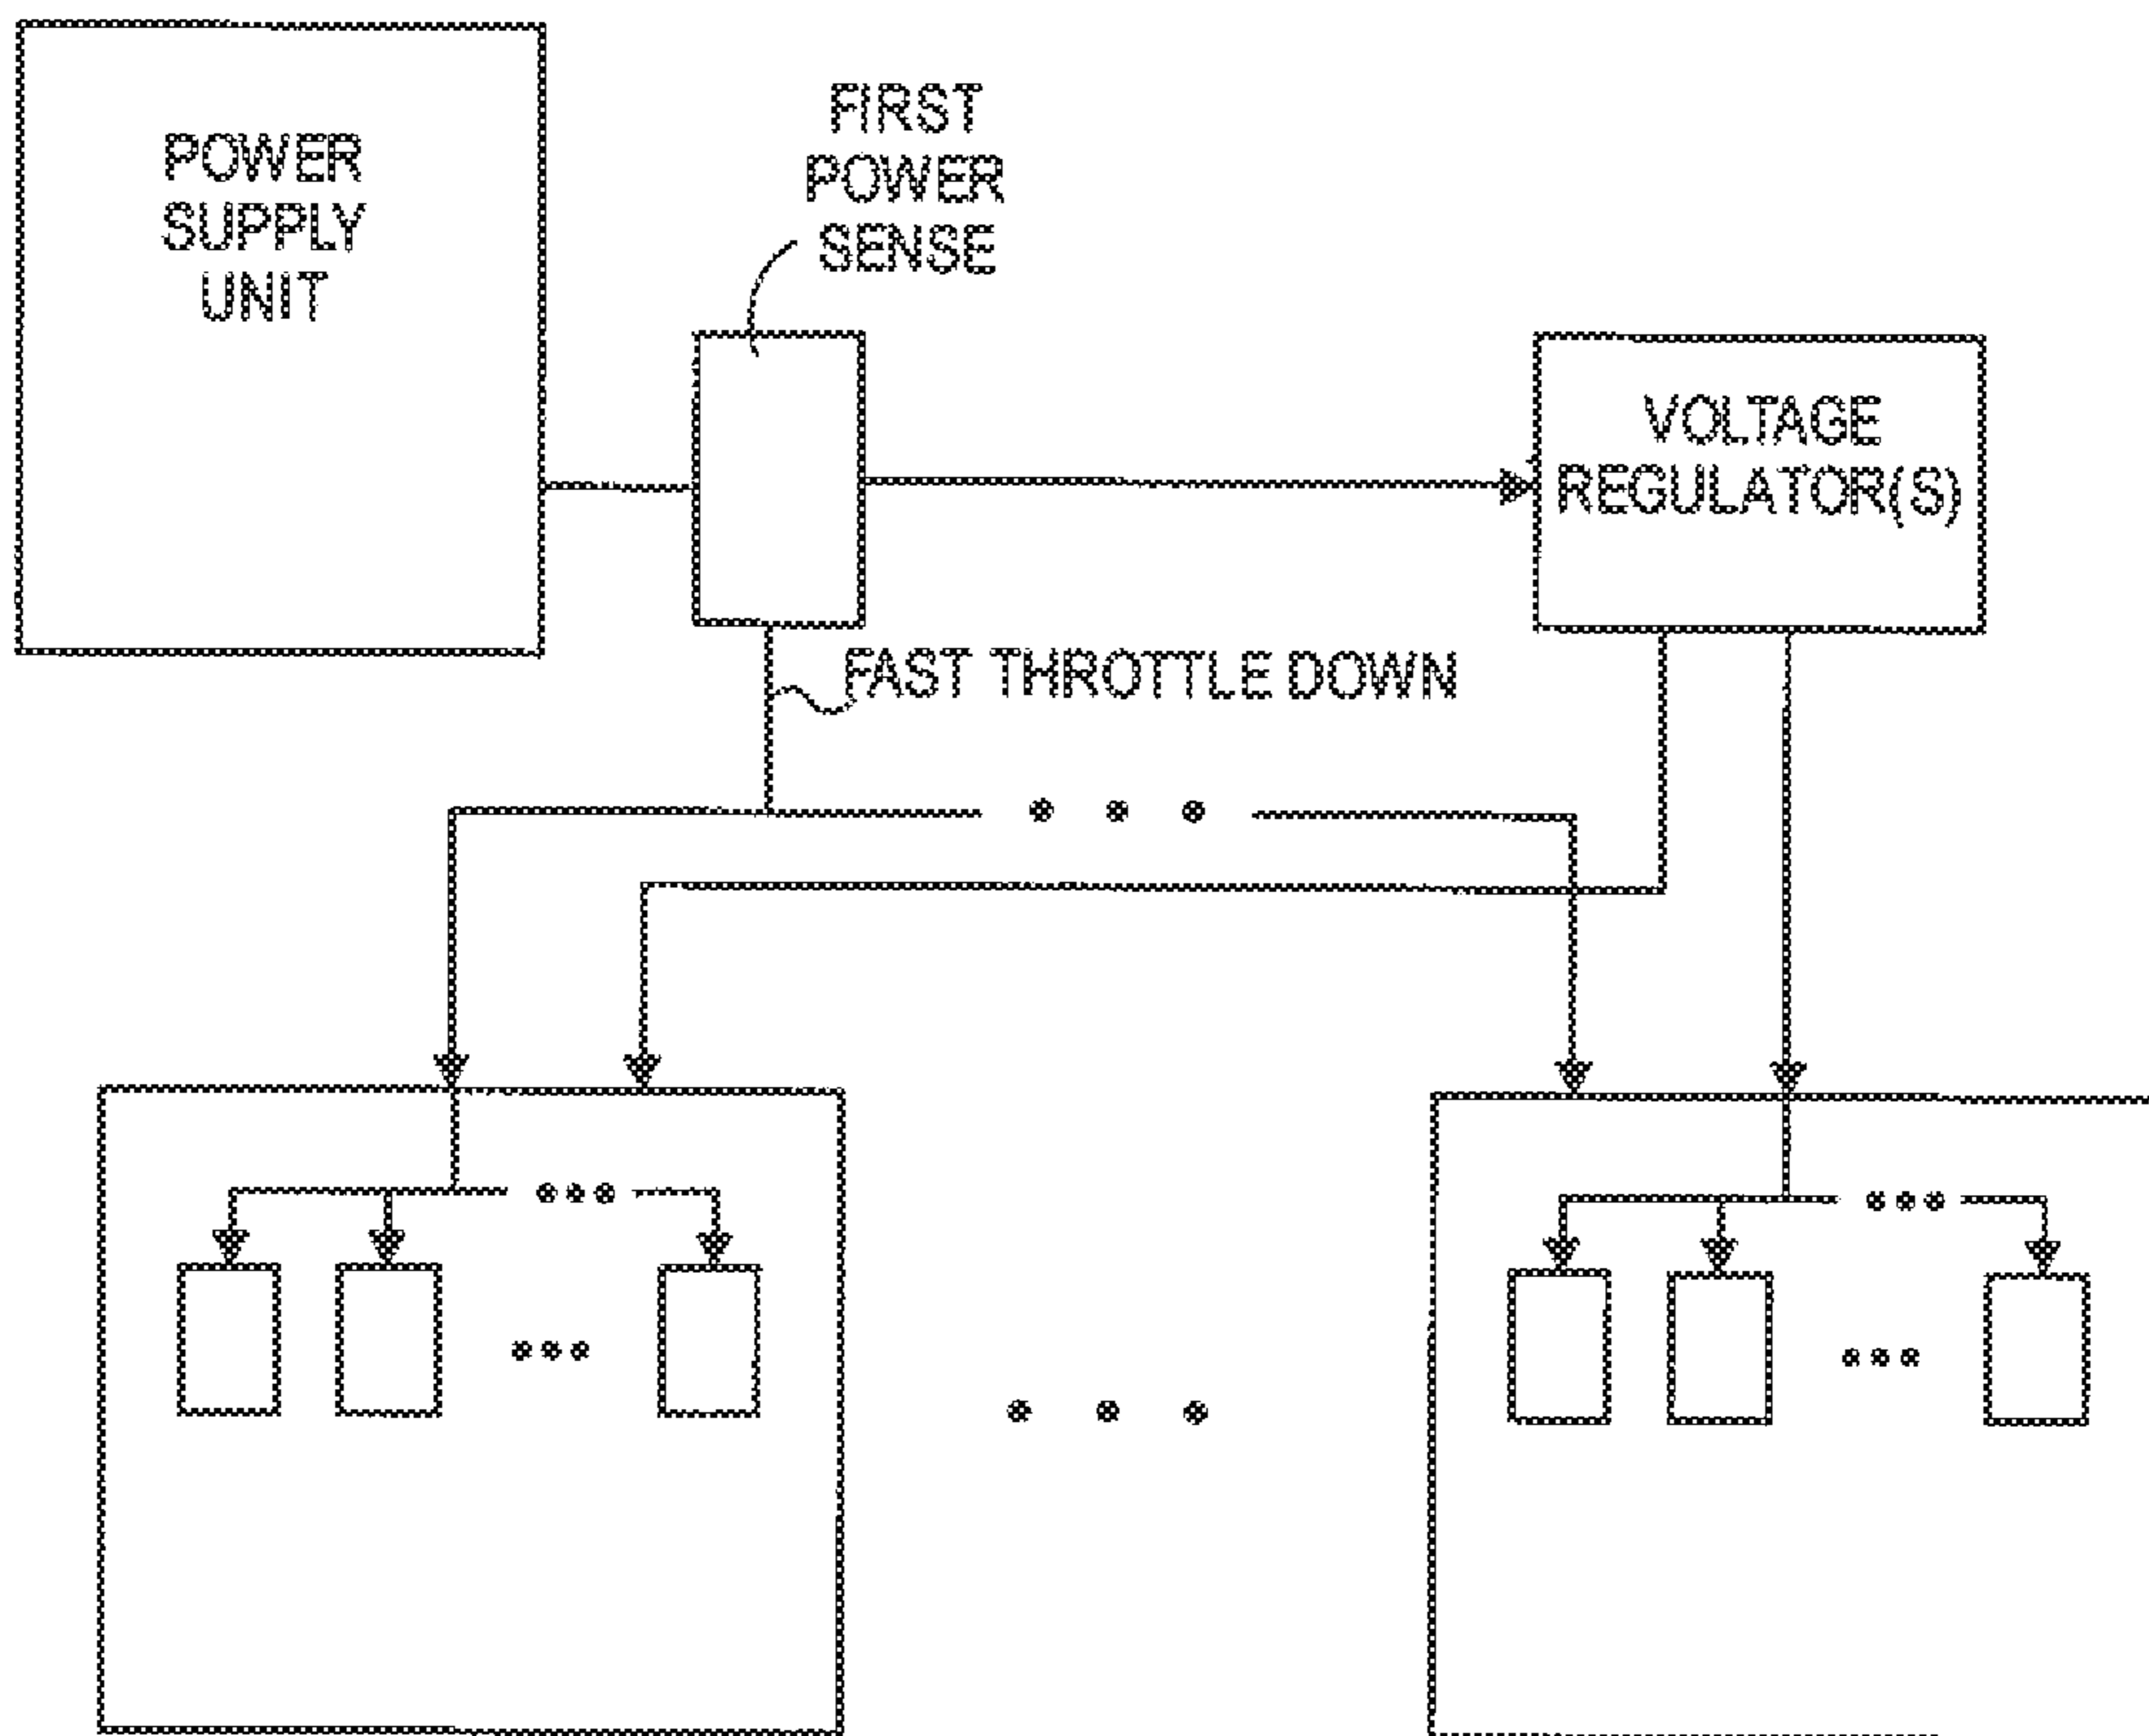 POWER
SUPPLY
UNIT
FIRST
POWER
SENSE
VOLTAGE
REGULATOR(S)
FAST THROTTLE DOWN